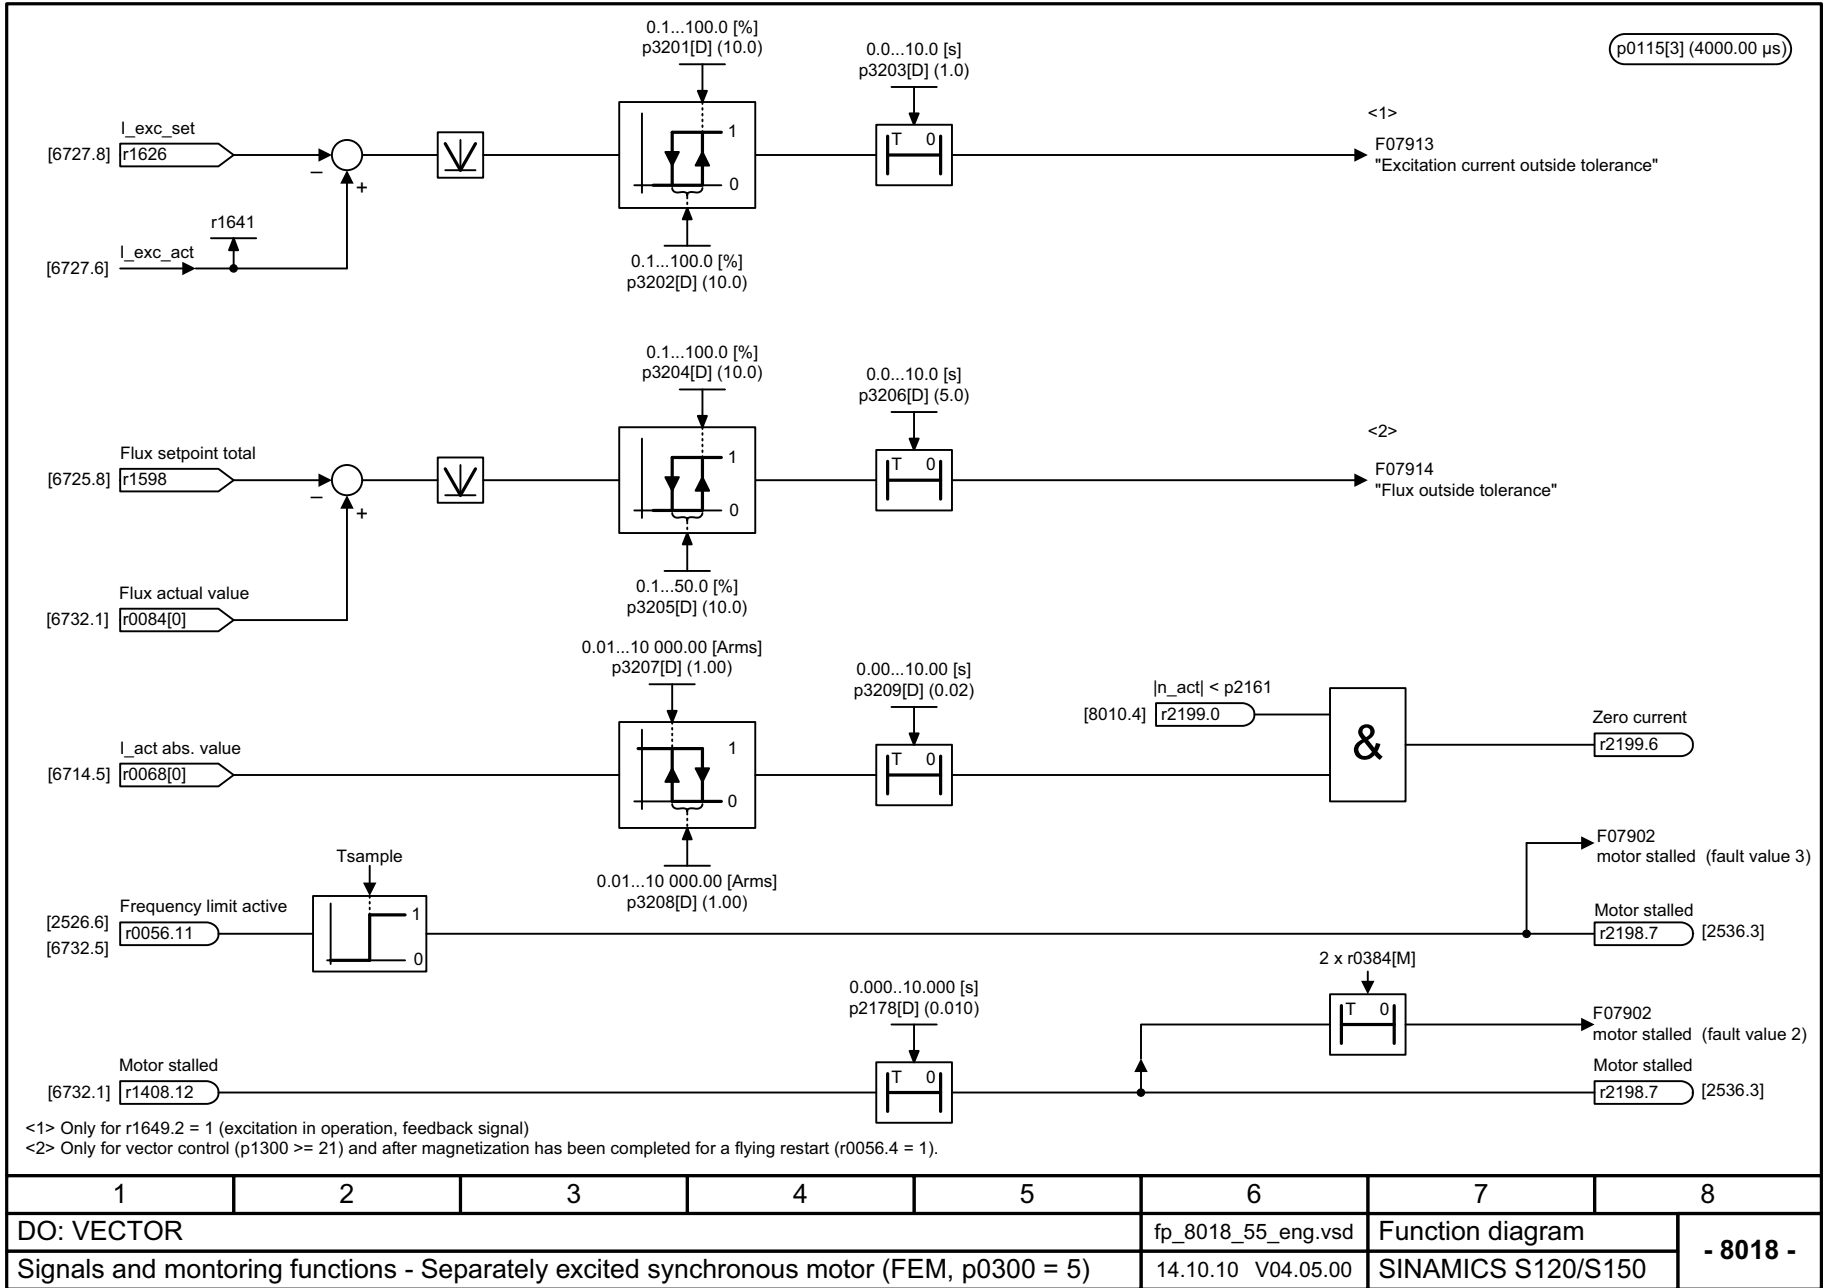 0.1...100.0 [%]
p3201[D] (10.0)
0.0...10.0 [s]
p3203[D] (1.0)
p0115[3] (4000.00 µs)
I_exc_set
[6727.8] r1626
–
+
1
0
T 0
<1>
F07913
"Excitation current outside tolerance"
r1641
I_exc_act
[6727.6]
0.1...100.0 [%]
p3202[D] (10.0)
0.1...100.0 [%]
p3204[D] (10.0)
0.0...10.0 [s]
p3206[D] (5.0)
Flux setpoint total
[6725.8] r1598
–
+
1
0
T 0
<2>
F07914
"Flux outside tolerance"
0.1...50.0 [%]
p3205[D] (10.0)
Flux actual value
[6732.1] r0084[0]
0.01...10 000.00 [Arms]
p3207[D] (1.00)
0.00...10.00 [s]
p3209[D] (0.02)
|n_act| < p2161
[8010.4] r2199.0
I_act abs. value
[6714.5] r0068[0]
1
0
T 0
&
Zero current
r2199.6
0.01...10 000.00 [Arms]
p3208[D] (1.00)
Tsample
Frequency limit active
[2526.6]
[6732.5]
r0056.11
1
0
F07902
motor stalled (fault value 3)
Motor stalled
r2198.7 [2536.3]
0.000..10.000 [s]
p2178[D] (0.010)
2 x r0384[M]
T 0
F07902
motor stalled (fault value 2)
Motor stalled
[6732.1] r1408.12
T 0
Motor stalled
r2198.7 [2536.3]
<1> Only for r1649.2 = 1 (excitation in operation, feedback signal)
<2> Only for vector control (p1300 >= 21) and after magnetization has been completed for a flying restart (r0056.4 = 1).
1 2 3 4 5 6 7 8
DO: VECTOR
fp_8018_55_eng.vsd
Function diagram
- 8018 -
Signals and montoring functions - Separately excited synchronous motor (FEM, p0300 = 5)
14.10.10 V04.05.00
SINAMICS S120/S150